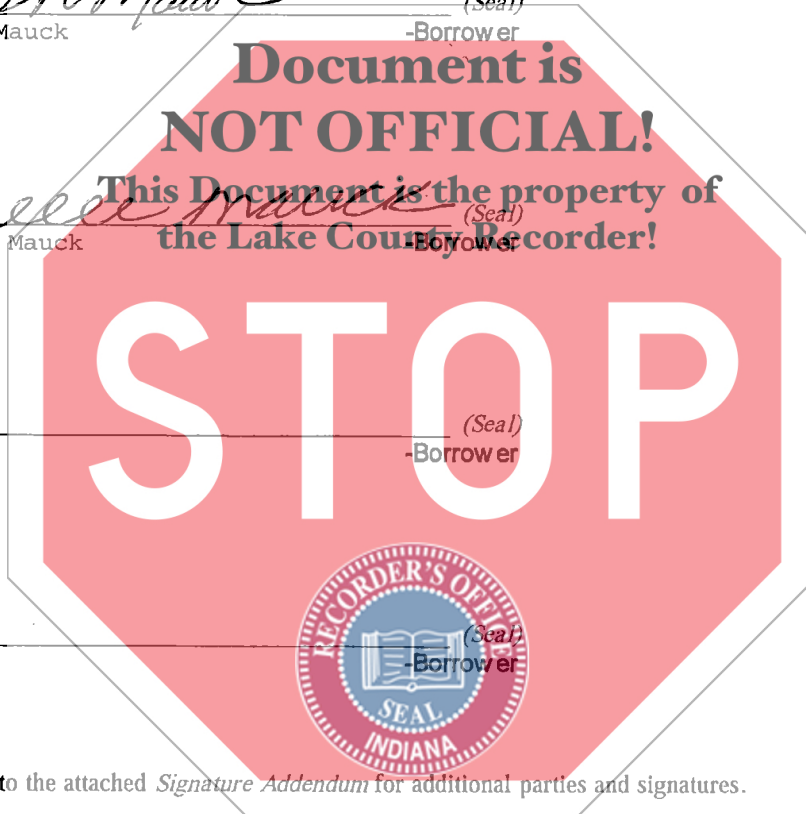 (Seal)
Mauck -Borrower
Document is
NOT OFFICIAL!
This Document is the property of
Mauck (Seal)
the Lake County Recorder!
Mauck -Borrower
STOP
(Seal)
-Borrower
RECORDER'S OFFICE
(Seal)
-Borrower
SEAL
INDIANA
to the attached Signature Addendum for additional parties and signatures.